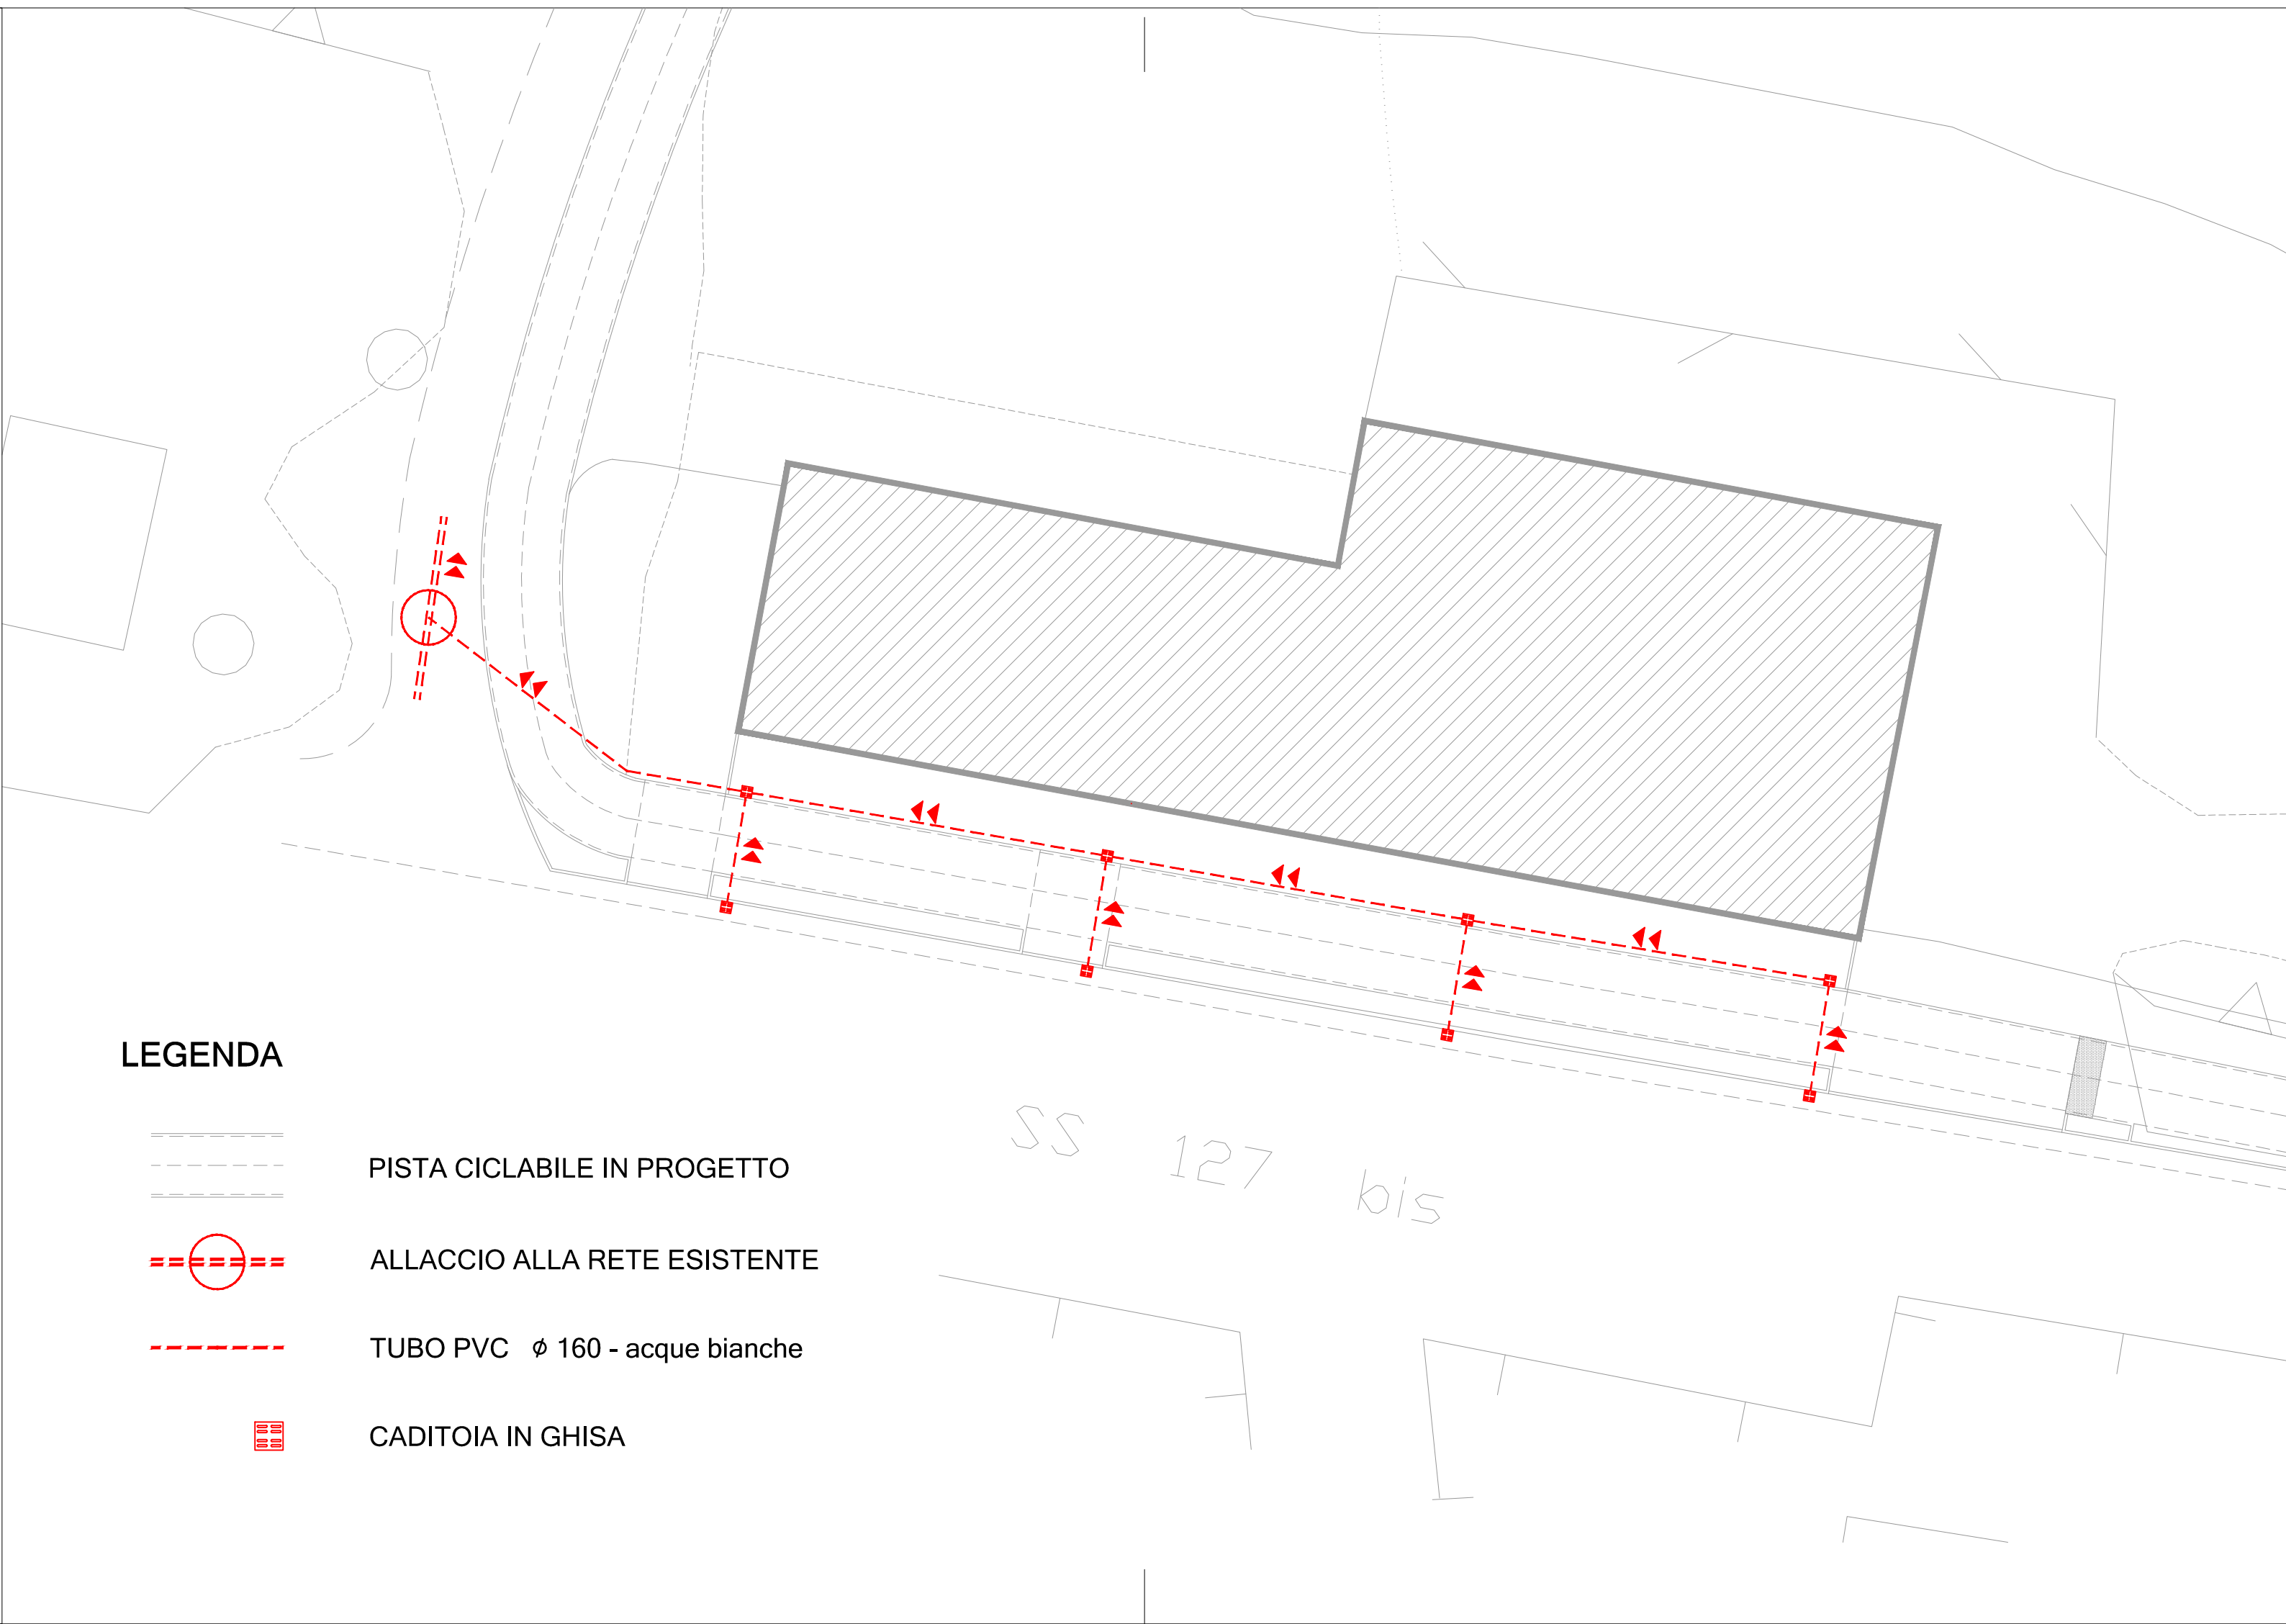 SS 127 bis
LEGENDA
PISTA CICLABILE IN PROGETTO
ALLACCIO ALLA RETE ESISTENTE
TUBO PVC ϕ 160 - acque bianche
CADITOIA IN GHISA